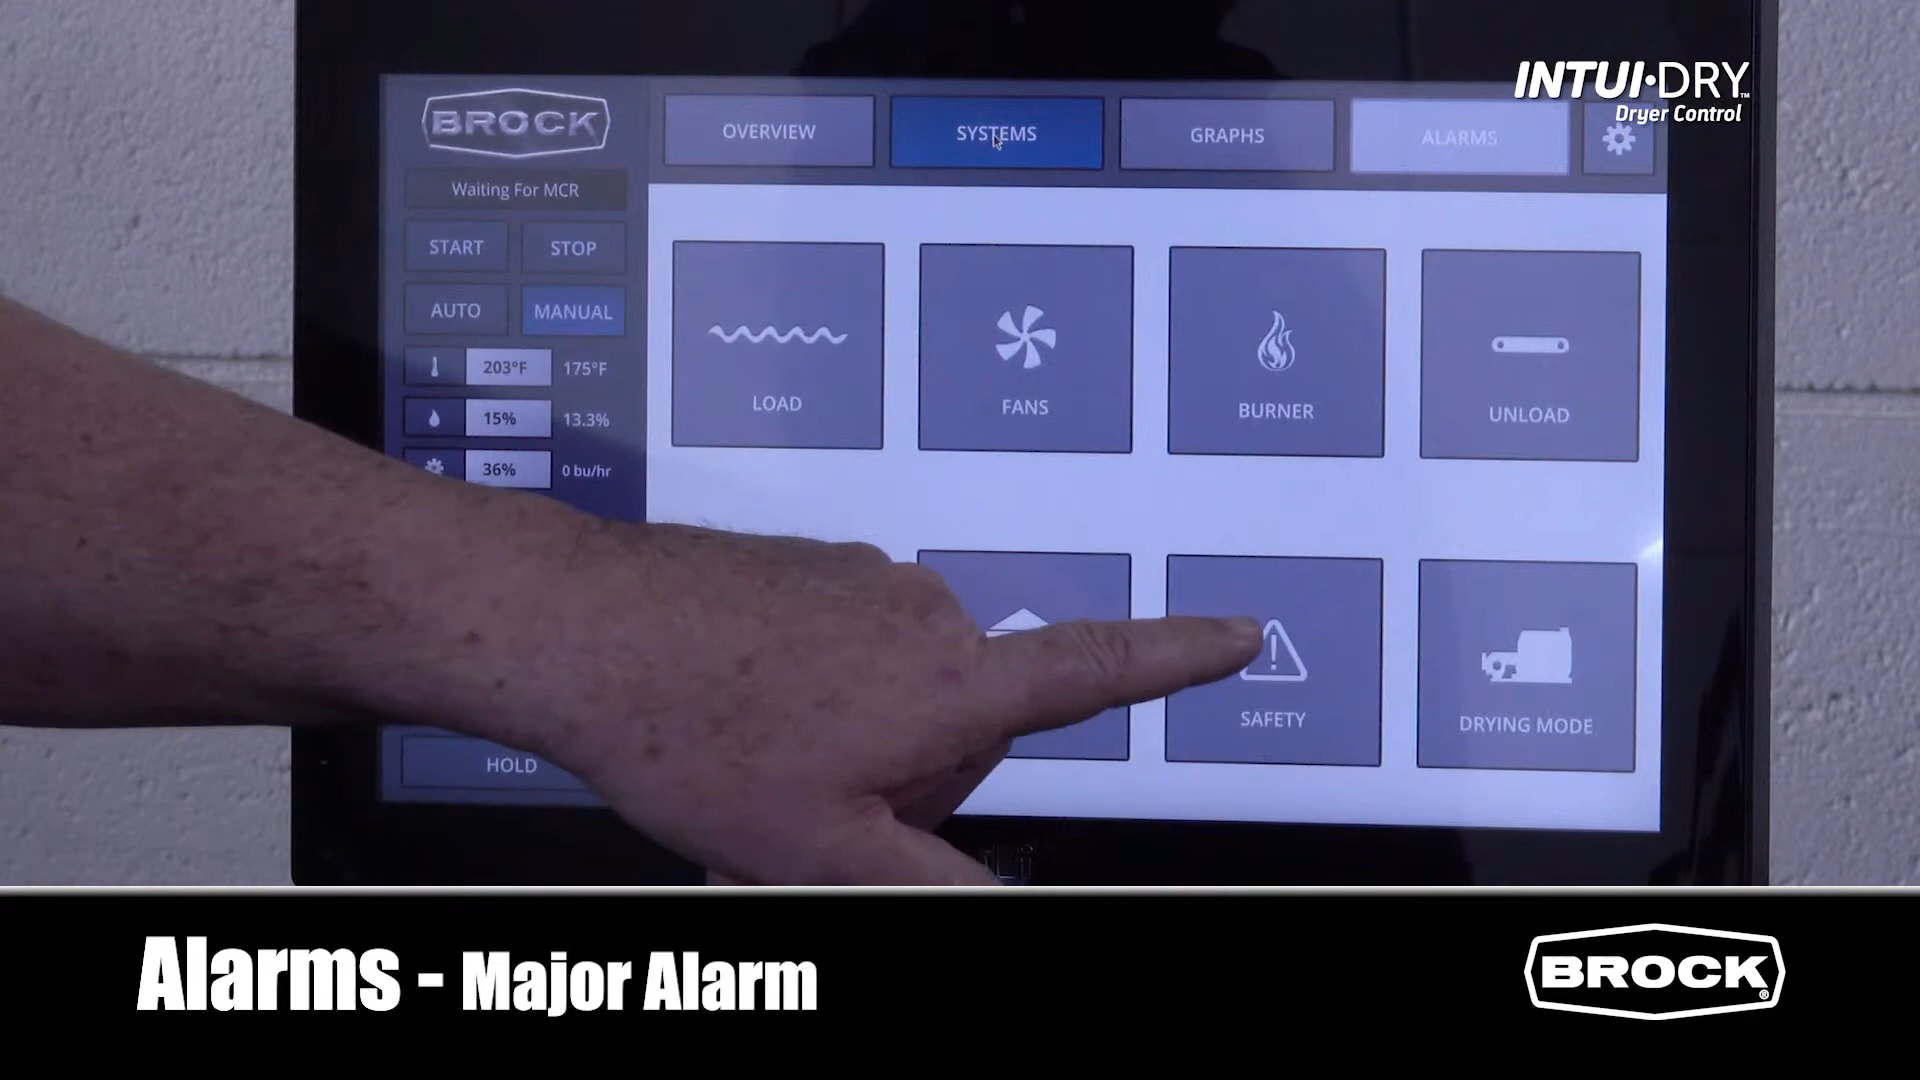 INTUI•DRY™
Dryer Control
BROCK
OVERVIEW
SYSTEMS
GRAPHS
ALARMS
Waiting For MCR
START
STOP
AUTO
MANUAL
203°F 175°F
15% 13.3%
36% 0 bu/hr
HOLD
LOAD
FANS
BURNER
UNLOAD
SAFETY
DRYING MODE
Alarms - Major Alarm
BROCK®